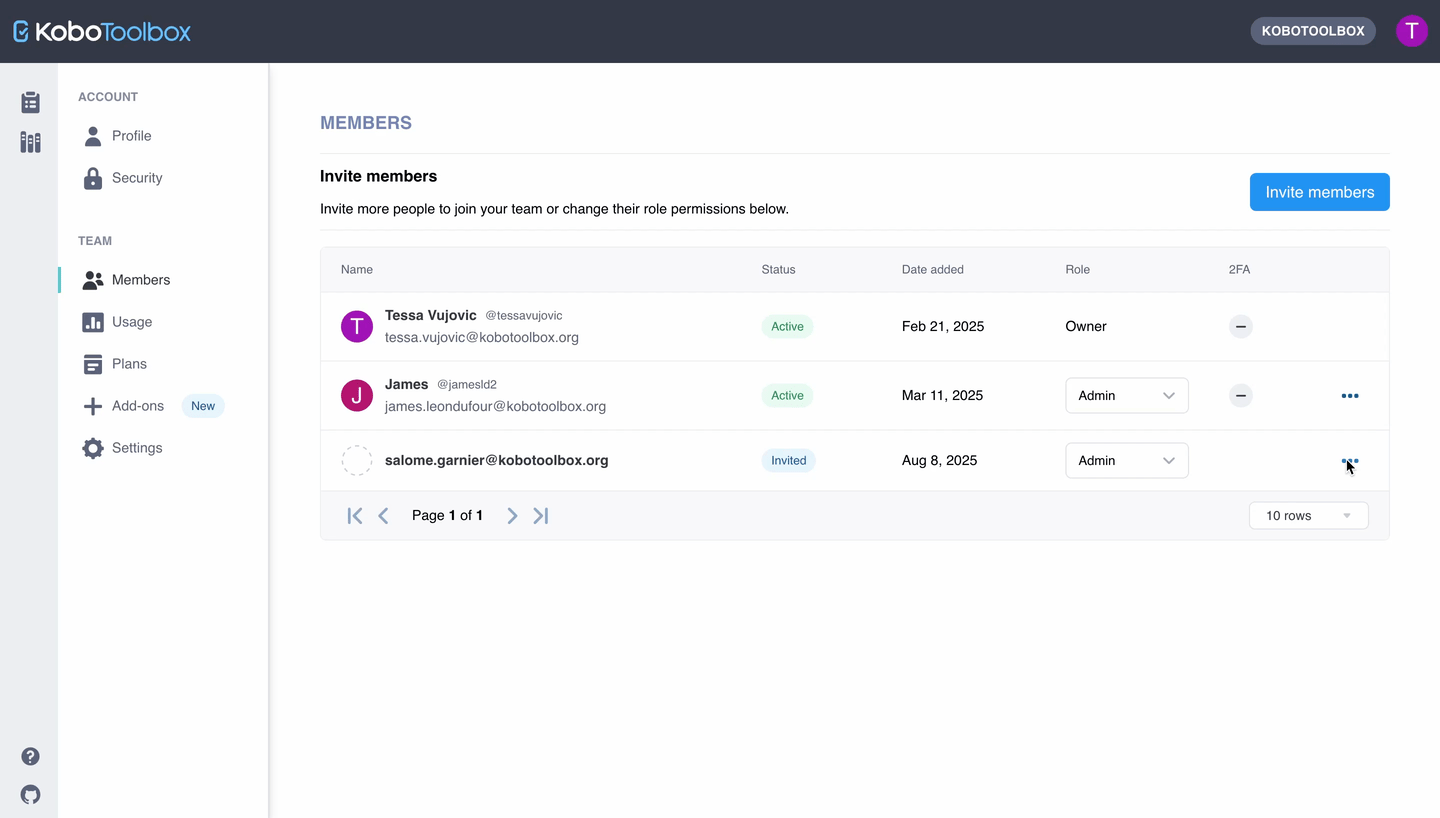 KoboToolbox
KOBOTOOLBOX
T
ACCOUNT
Profile
Security
TEAM
Members
Usage
Plans
Add-ons New
Settings
MEMBERS
Invite members
Invite more people to join your team or change their role permissions below.
Invite members
Name Status Date added Role 2FA
T Tessa Vujovic @tessavujovic
tessa.vujovic@kobotoolbox.org
Active Feb 21, 2025 Owner
J James @jamesld2
james.leondufour@kobotoolbox.org
Active Mar 11, 2025 Admin
salome.garnier@kobotoolbox.org Invited Aug 8, 2025 Admin
Page 1 of 1 10 rows